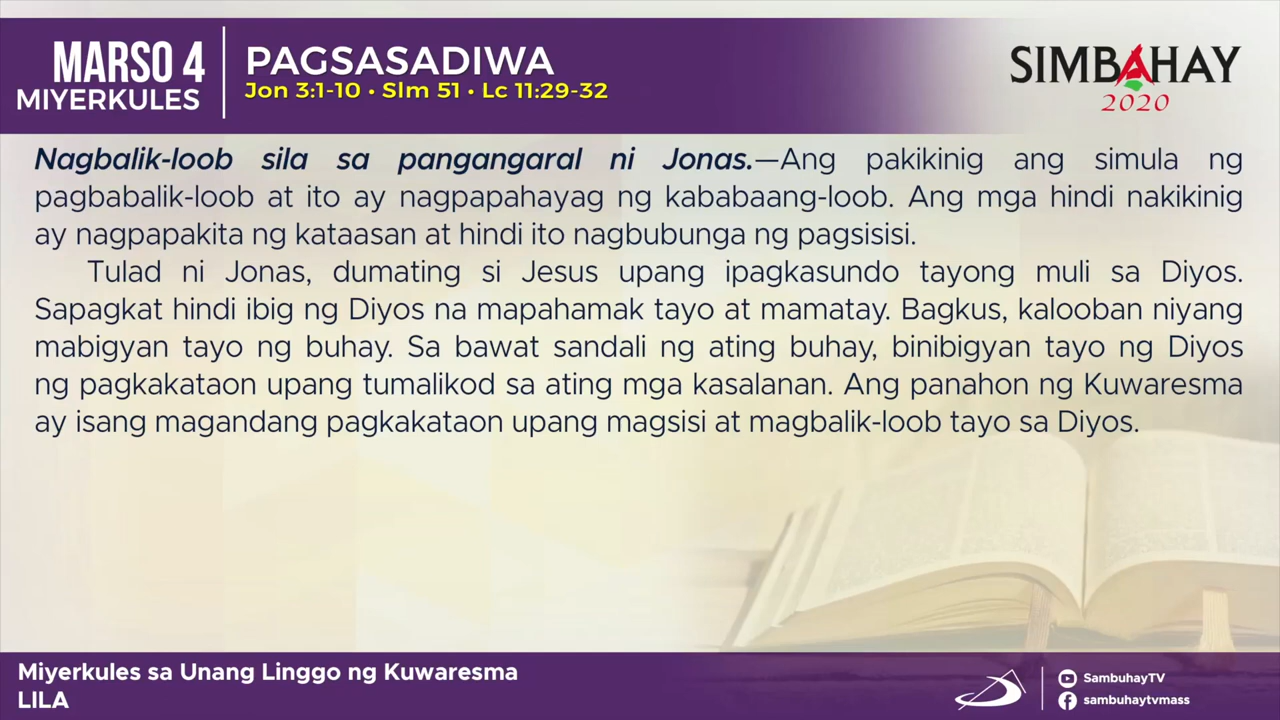 MARSO 4
MIYERKULES
PAGSASADIWA
Jon 3:1-10 • Slm 51 • Lc 11:29-32
SIMBAHAY
2020
Nagbalik-loob sila sa pangangaral ni Jonas.—Ang pakikinig ang simula ng
pagbabalik-loob at ito ay nagpapahayag ng kababaang-loob. Ang mga hindi nakikinig
ay nagpapakita ng kataasan at hindi ito nagbubunga ng pagsisisi.
Tulad ni Jonas, dumating si Jesus upang ipagkasundo tayong muli sa Diyos.
Sapagkat hindi ibig ng Diyos na mapahamak tayo at mamatay. Bagkus, kalooban niyang
mabigyan tayo ng buhay. Sa bawat sandali ng ating buhay, binibigyan tayo ng Diyos
ng pagkakataon upang tumalikod sa ating mga kasalanan. Ang panahon ng Kuwaresma
ay isang magandang pagkakataon upang magsisi at magbalik-loob tayo sa Diyos.
Miyerkules sa Unang Linggo ng Kuwaresma
LILA
SambuhayTV
sambuhaytvmass